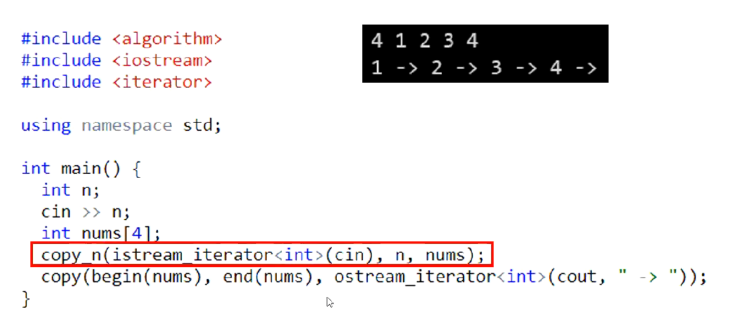 #include <algorithm>
#include <iostream>
#include <iterator>
4 1 2 3 4
1 -> 2 -> 3 -> 4 ->
using namespace std;
int main() {
int n;
cin >> n;
int nums[4];
copy_n(istream_iterator<int>(cin), n, nums);
copy(begin(nums), end(nums), ostream_iterator<int>(cout, " -> "));
}